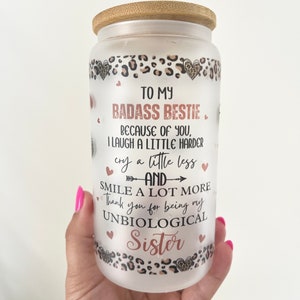 TO MY
BADASS BESTIE
BECAUSE OF YOU,
I LAUGH A LITTLE HARDER
cry a little less
AND
SMILE A LOT MORE
thank you for being my
UNBIOLOGICAL
Sister